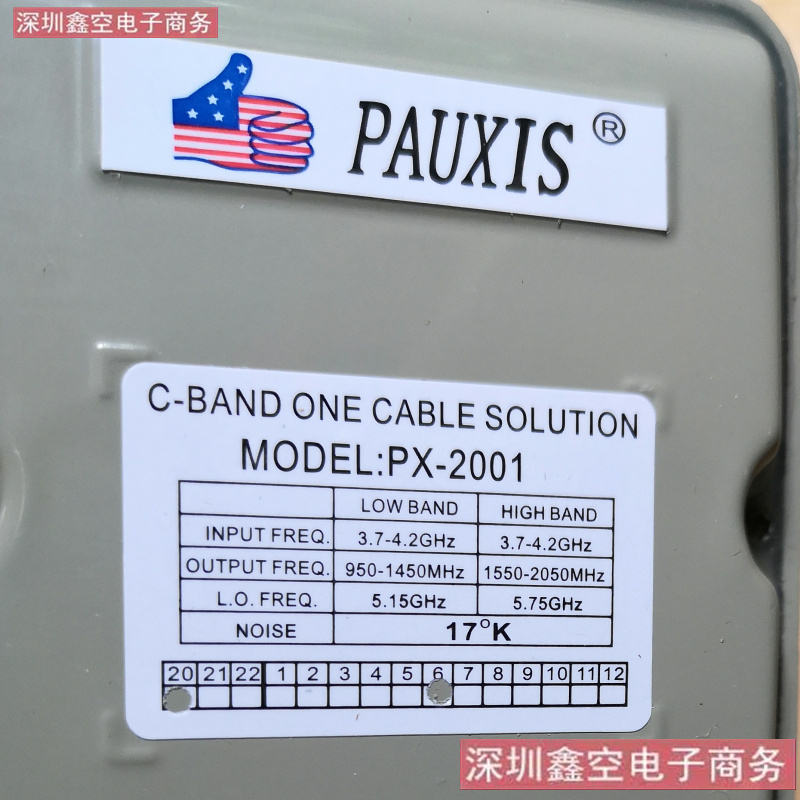 深圳鑫空电子商务
PAUXIS ®
C-BAND ONE CABLE SOLUTION
MODEL:PX-2001
LOW BAND HIGH BAND
INPUT FREQ. 3.7-4.2GHz 3.7-4.2GHz
OUTPUT FREQ. 950-1450MHz 1550-2050MHz
L.O. FREQ. 5.15GHz 5.75GHz
NOISE 17°K
20 21 22 1 2 3 4 5 6 7 8 9 10 11 12
深圳鑫空电子商务